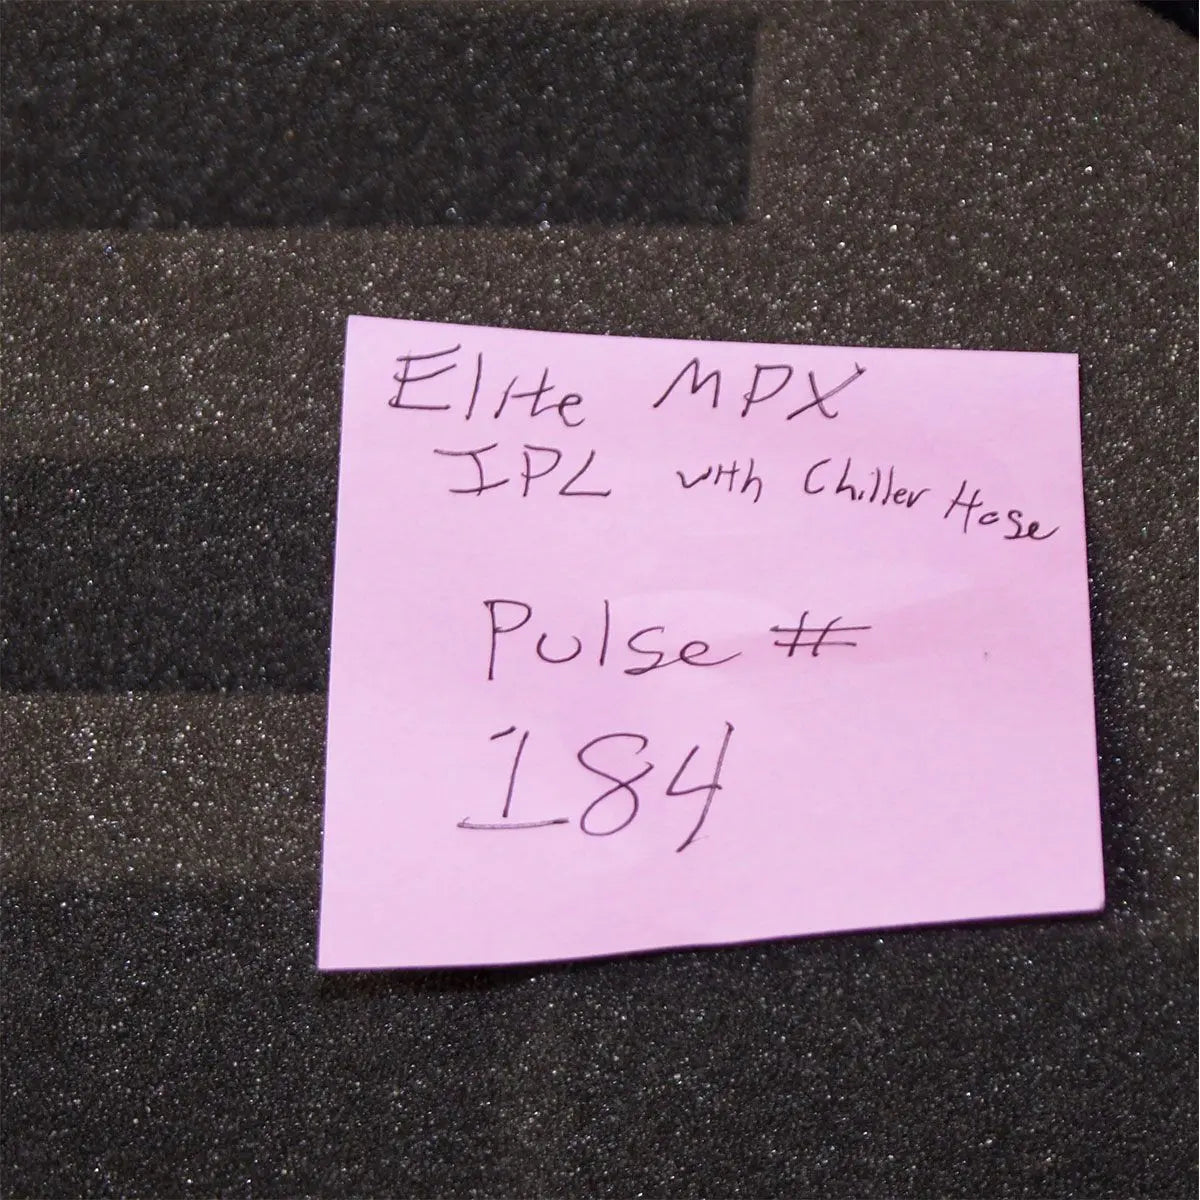 Elite MPX
IPL with Chiller Hose
Pulse #
184